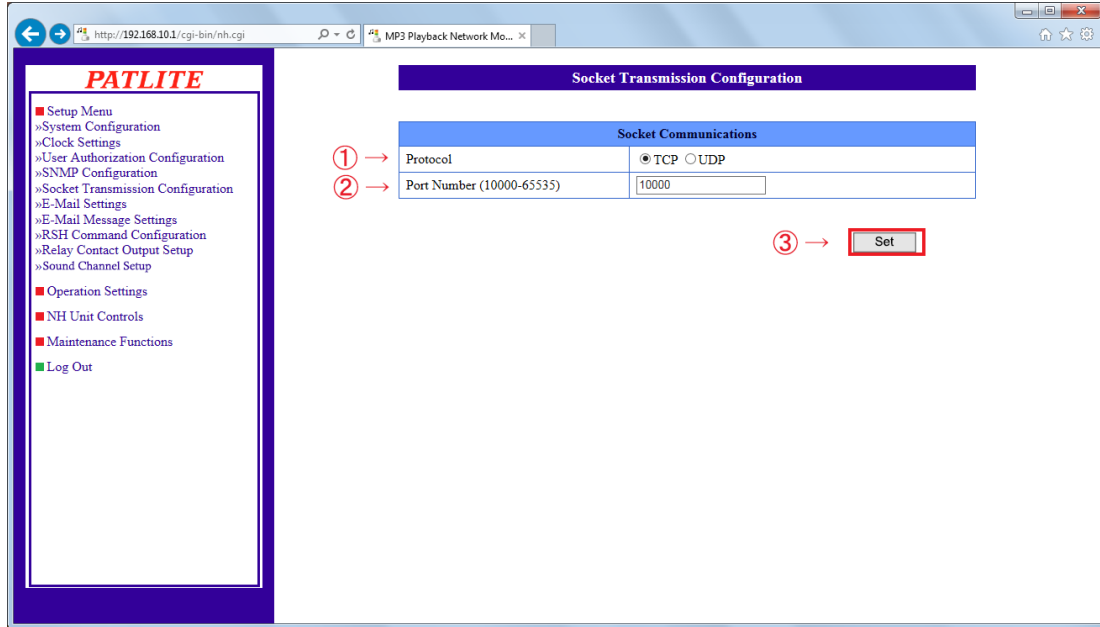 http://192.168.10.1/cgi-bin/nh.cgi
MP3 Playback Network Mo...
PATLITE
Setup Menu
»System Configuration
»Clock Settings
»User Authorization Configuration
»SNMP Configuration
»Socket Transmission Configuration
»E-Mail Settings
»E-Mail Message Settings
»RSH Command Configuration
»Relay Contact Output Setup
»Sound Channel Setup
Operation Settings
NH Unit Controls
Maintenance Functions
Log Out
Socket Transmission Configuration
Socket Communications
① → Protocol TCP UDP
② → Port Number (10000-65535) 10000
③ → Set